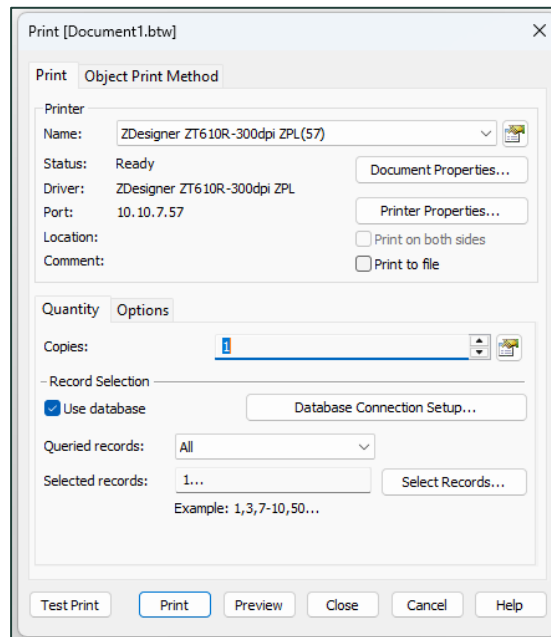 Print [Document1.btw]
Print Object Print Method
Printer
Name: ZDesigner ZT610R-300dpi ZPL(57)
Status: Ready
Document Properties...
Driver: ZDesigner ZT610R-300dpi ZPL
Port: 10.10.7.57
Printer Properties...
Location:
Print on both sides
Comment:
Print to file
Quantity Options
Copies: 1
Record Selection
Use database
Database Connection Setup...
Queried records: All
Selected records: 1...
Select Records...
Example: 1,3,7-10,50...
Test Print Print Preview Close Cancel Help